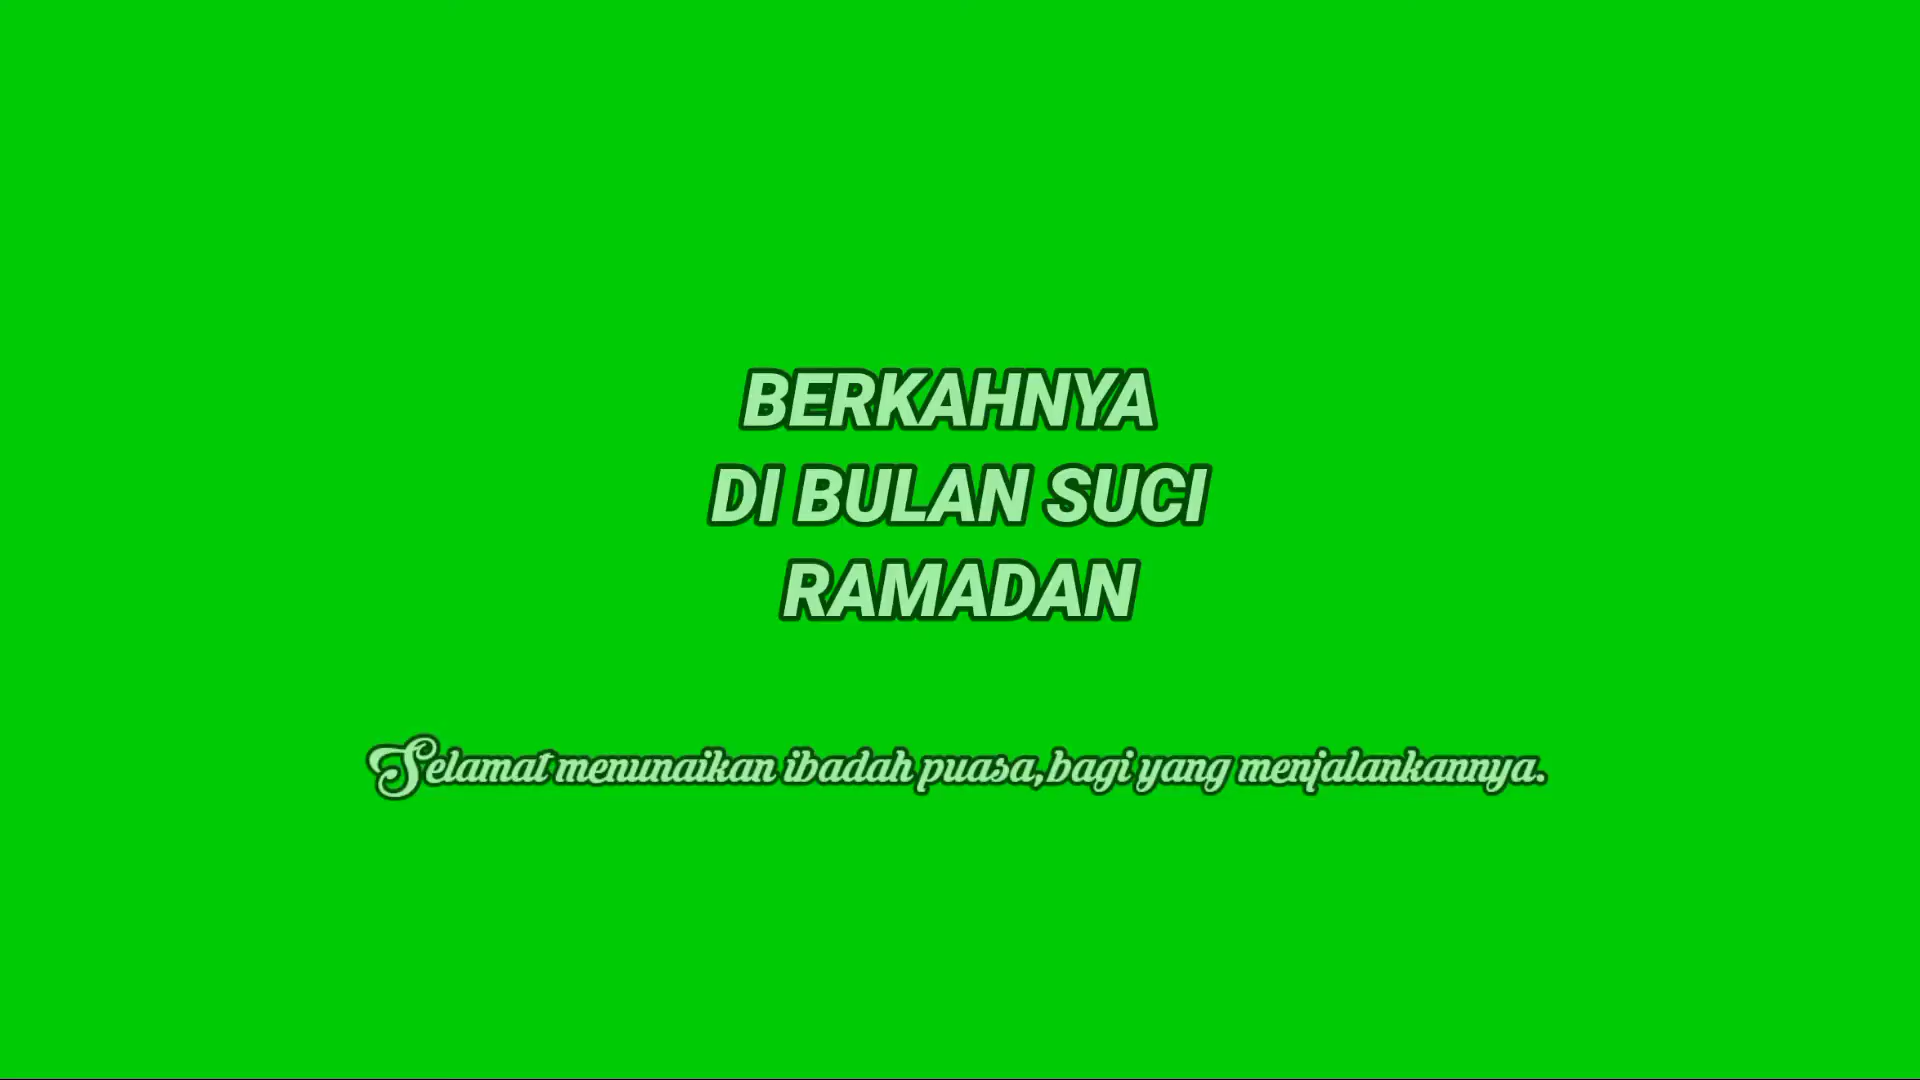 BERKAHNYA
DI BULAN SUCI
RAMADAN
Selamat menunaikan ibadah puasa,bagi yang menjalankannya.